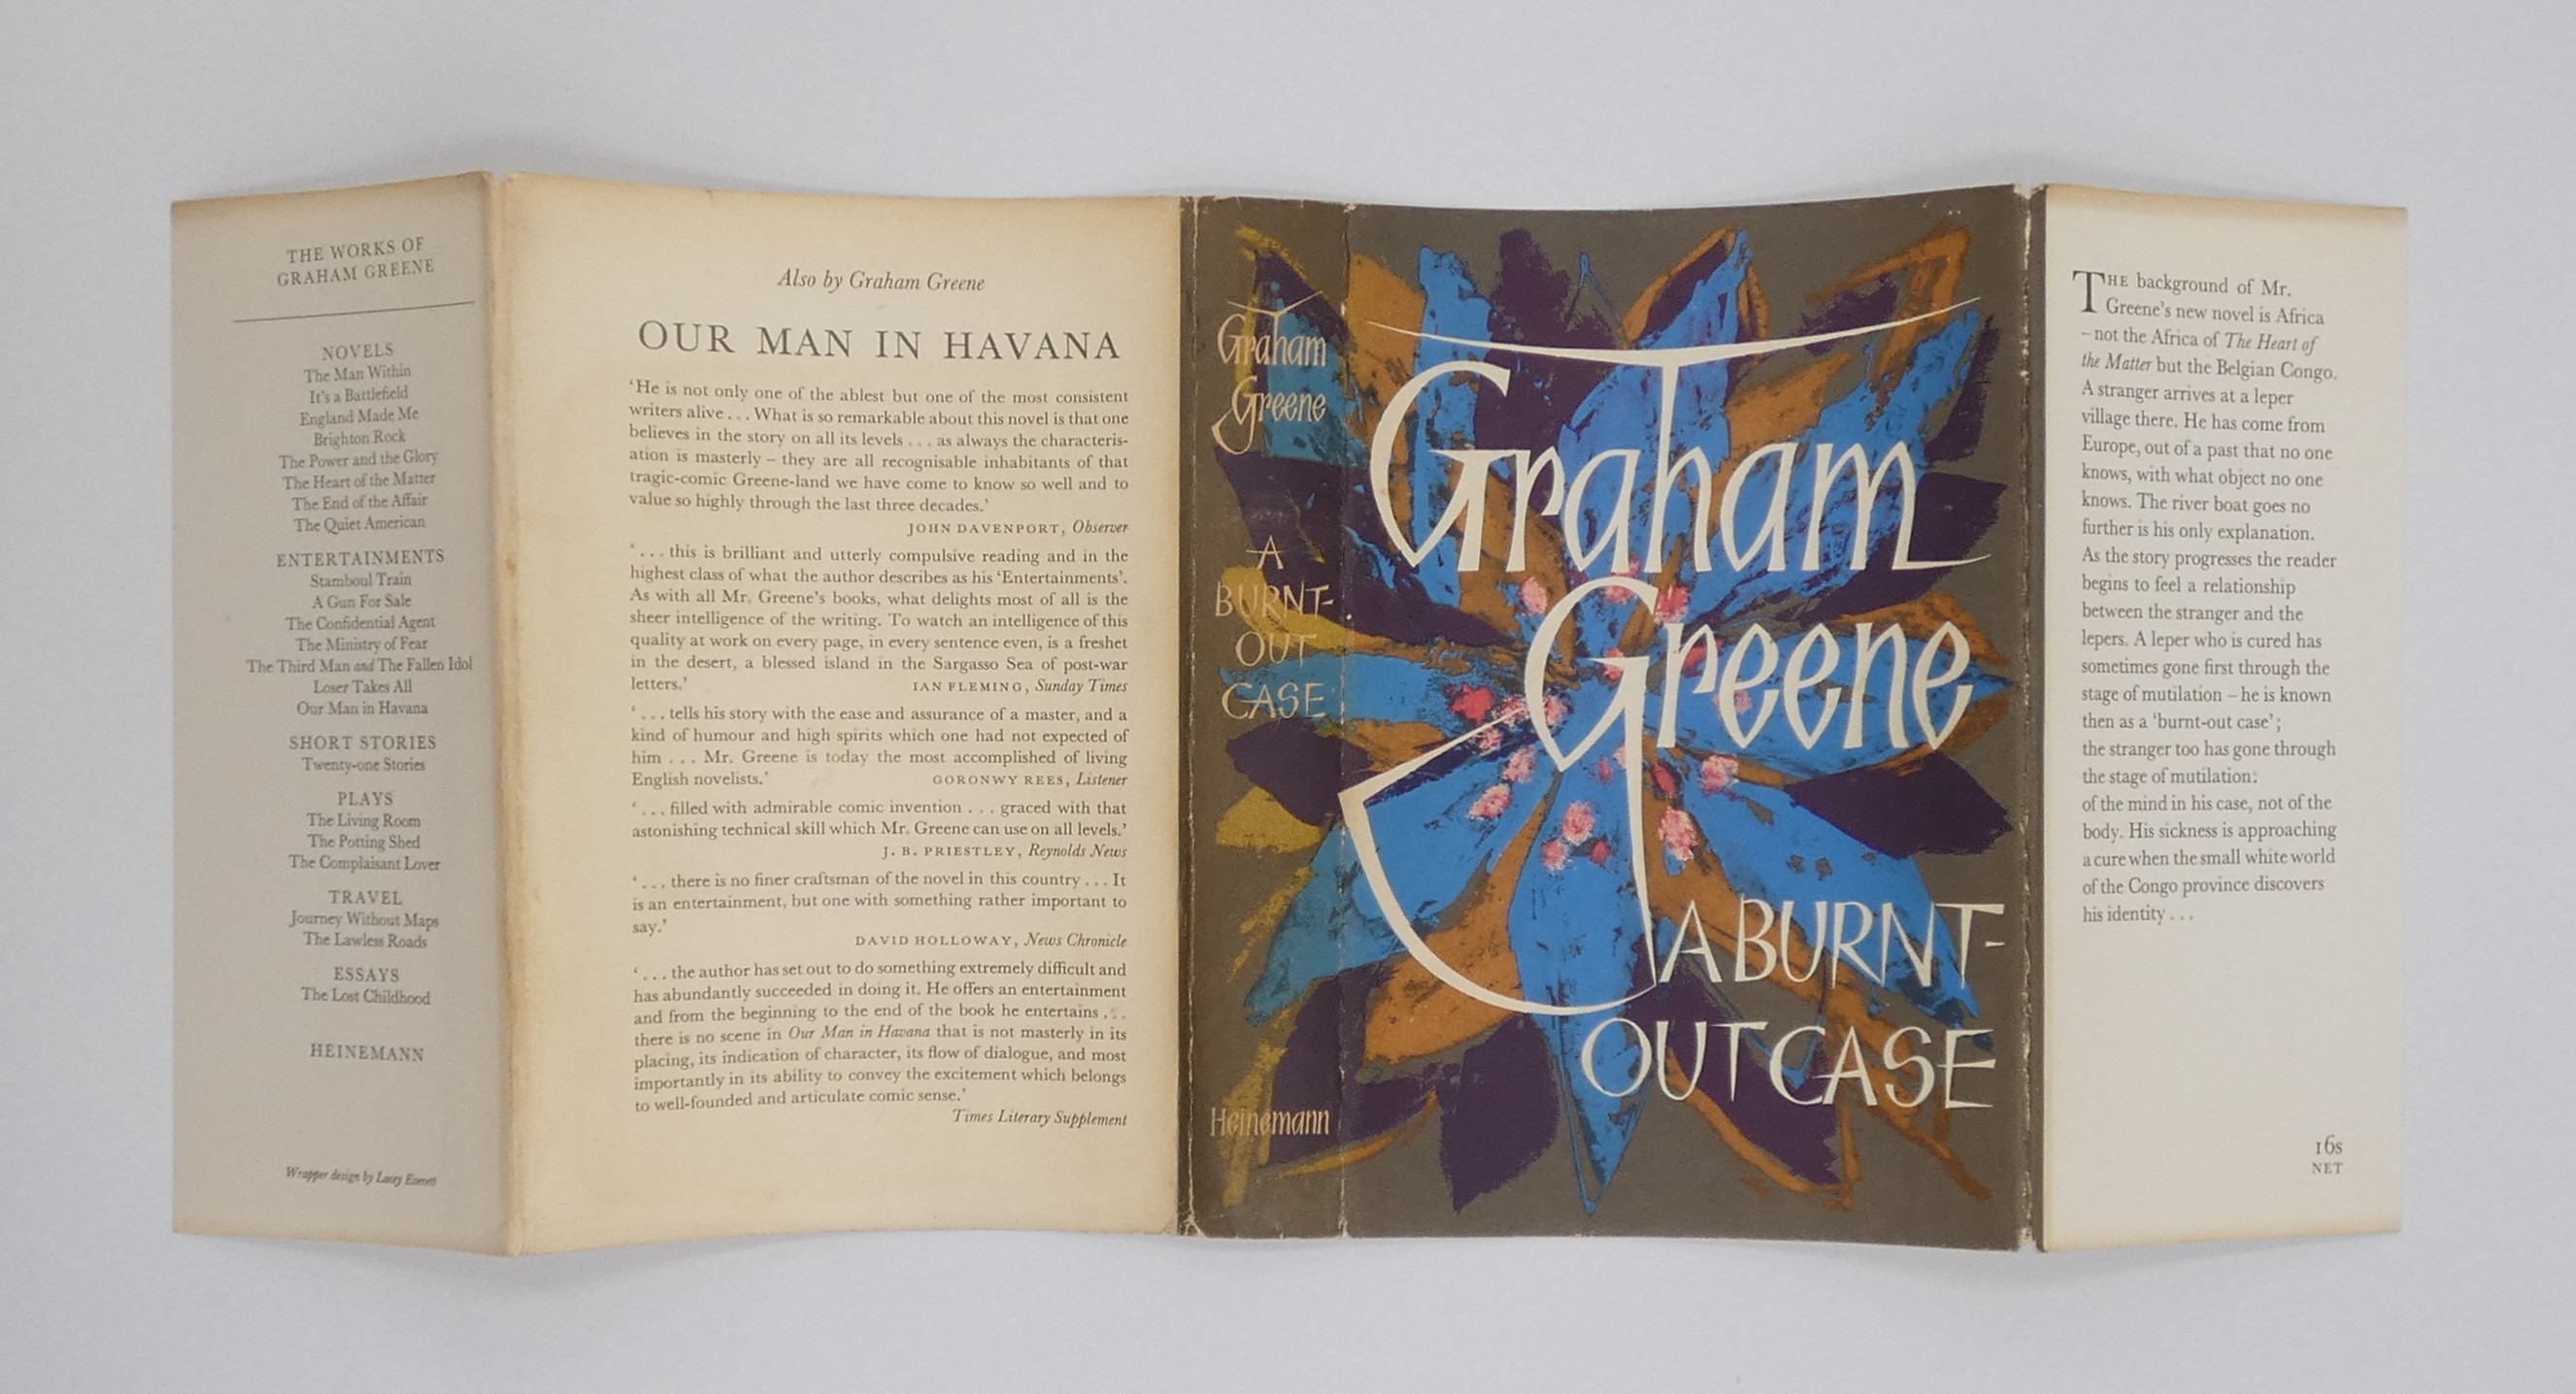 THE WORKS OF
GRAHAM GREENE
NOVELS
The Man Within
It's a Battlefield
England Made Me
Brighton Rock
The Power and the Glory
The Heart of the Matter
The End of the Affair
The Quiet American
ENTERTAINMENTS
Stamboul Train
A Gun For Sale
The Confidential Agent
The Ministry of Fear
The Third Man and The Fallen Idol
Loser Takes All
Our Man in Havana
SHORT STORIES
Twenty-one Stories
PLAYS
The Living Room
The Potting Shed
The Complaisant Lover
TRAVEL
Journey Without Maps
The Lawless Roads
ESSAYS
The Lost Childhood
HEINEMANN
Wrapper design by Lacey Everett
Also by Graham Greene
OUR MAN IN HAVANA
‘He is not only one of the ablest but one of the most consistent
writers alive . . . What is so remarkable about this novel is that one
believes in the story on all its levels . . . as always the characteris-
ation is masterly – they are all recognisable inhabitants of that
tragic-comic Greene-land we have come to know so well and to
value so highly through the last three decades.’
JOHN DAVENPORT, Observer
‘. . . this is brilliant and utterly compulsive reading and in the
highest class of what the author describes as his ‘Entertainments’.
As with all Mr. Greene's books, what delights most of all is the
sheer intelligence of the writing. To watch an intelligence of this
quality at work on every page, in every sentence even, is a freshet
in the desert, a blessed island in the Sargasso Sea of post-war
letters.’ IAN FLEMING, Sunday Times
‘. . . tells his story with the ease and assurance of a master, and a
kind of humour and high spirits which one had not expected of
him . . . Mr. Greene is today the most accomplished of living
English novelists.’ GORONWY REES, Listener
‘. . . filled with admirable comic invention . . . graced with that
astonishing technical skill which Mr. Greene can use on all levels.’
J. B. PRIESTLEY, Reynolds News
‘. . . there is no finer craftsman of the novel in this country . . . It
is an entertainment, but one with something rather important to
say.’
DAVID HOLLOWAY, News Chronicle
‘. . . the author has set out to do something extremely difficult and
has abundantly succeeded in doing it. He offers an entertainment
and from the beginning to the end of the book he entertains . . .
there is no scene in Our Man in Havana that is not masterly in its
placing, its indication of character, its flow of dialogue, and most
importantly in its ability to convey the excitement which belongs
to well-founded and articulate comic sense.’
Times Literary Supplement
Graham
Greene
A
BURNT-
OUT
CASE
Heinemann
Graham
Greene
A BURNT-
OUT CASE
THE background of Mr.
Greene's new novel is Africa
– not the Africa of The Heart of
the Matter but the Belgian Congo.
A stranger arrives at a leper
village there. He has come from
Europe, out of a past that no one
knows, with what object no one
knows. The river boat goes no
further is his only explanation.
As the story progresses the reader
begins to feel a relationship
between the stranger and the
lepers. A leper who is cured has
sometimes gone first through the
stage of mutilation – he is known
then as a ‘burnt-out case’;
the stranger too has gone through
the stage of mutilation:
of the mind in his case, not of the
body. His sickness is approaching
a cure when the small white world
of the Congo province discovers
his identity . . .
16s
NET